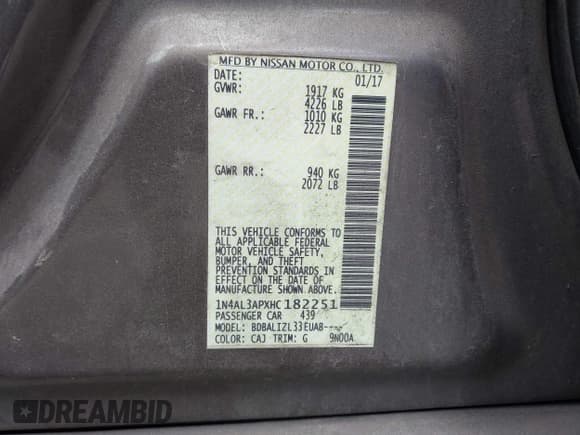 MFD BY NISSAN MOTOR CO., LTD.
DATE: 01/17
GVWR: 1917 KG
4226 LB
GAWR FR.: 1010 KG
2227 LB
GAWR RR.: 940 KG
2072 LB
THIS VEHICLE CONFORMS TO
ALL APPLICABLE FEDERAL
MOTOR VEHICLE SAFETY,
BUMPER, AND THEFT
PREVENTION STANDARDS IN
EFFECT ON THE DATE OF
MANUFACTURE SHOWN ABOVE.
1N4AL3APXHC182251
PASSENGER CAR 439
MODEL: BDBALIZL33EUA8----
COLOR: CAJ TRIM: G 9N00A
DREAMBID